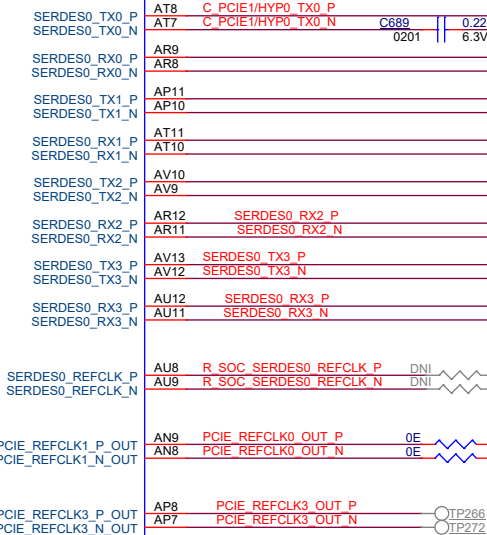 SERDES0_TX0_P AT8 C_PCIE1/HYP0_TX0_P
SERDES0_TX0_N AT7 C_PCIE1/HYP0_TX0_N C689 0.22
0201 6.3V
SERDES0_RX0_P AR9
SERDES0_RX0_N AR8
SERDES0_TX1_P AP11
SERDES0_TX1_N AP10
SERDES0_RX1_P AT11
SERDES0_RX1_N AT10
SERDES0_TX2_P AV10
SERDES0_TX2_N AV9
SERDES0_RX2_P AR12 SERDES0_RX2_P
SERDES0_RX2_N AR11 SERDES0_RX2_N
SERDES0_TX3_P AV13 SERDES0_TX3_P
SERDES0_TX3_N AV12 SERDES0_TX3_N
SERDES0_RX3_P AU12 SERDES0_RX3_P
SERDES0_RX3_N AU11 SERDES0_RX3_N
SERDES0_REFCLK_P AU8 R_SOC_SERDES0_REFCLK_P DNI
SERDES0_REFCLK_N AU9 R_SOC_SERDES0_REFCLK_N DNI
PCIE_REFCLK1_P_OUT AN9 PCIE_REFCLK0_OUT_P 0E
PCIE_REFCLK1_N_OUT AN8 PCIE_REFCLK0_OUT_N 0E
PCIE_REFCLK3_P_OUT AP8 PCIE_REFCLK3_OUT_P TP266
PCIE_REFCLK3_N_OUT AP7 PCIE_REFCLK3_OUT_N TP272